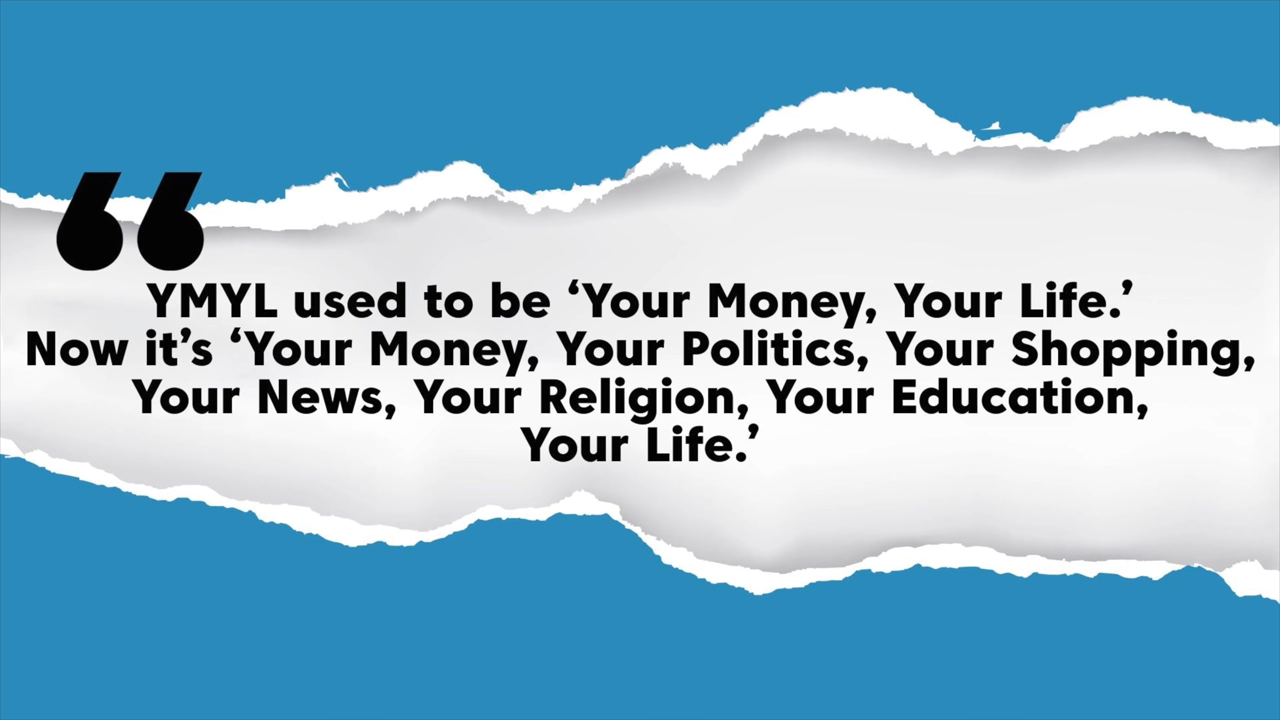 “
YMYL used to be ‘Your Money, Your Life.’
Now it’s ‘Your Money, Your Politics, Your Shopping,
Your News, Your Religion, Your Education,
Your Life.’